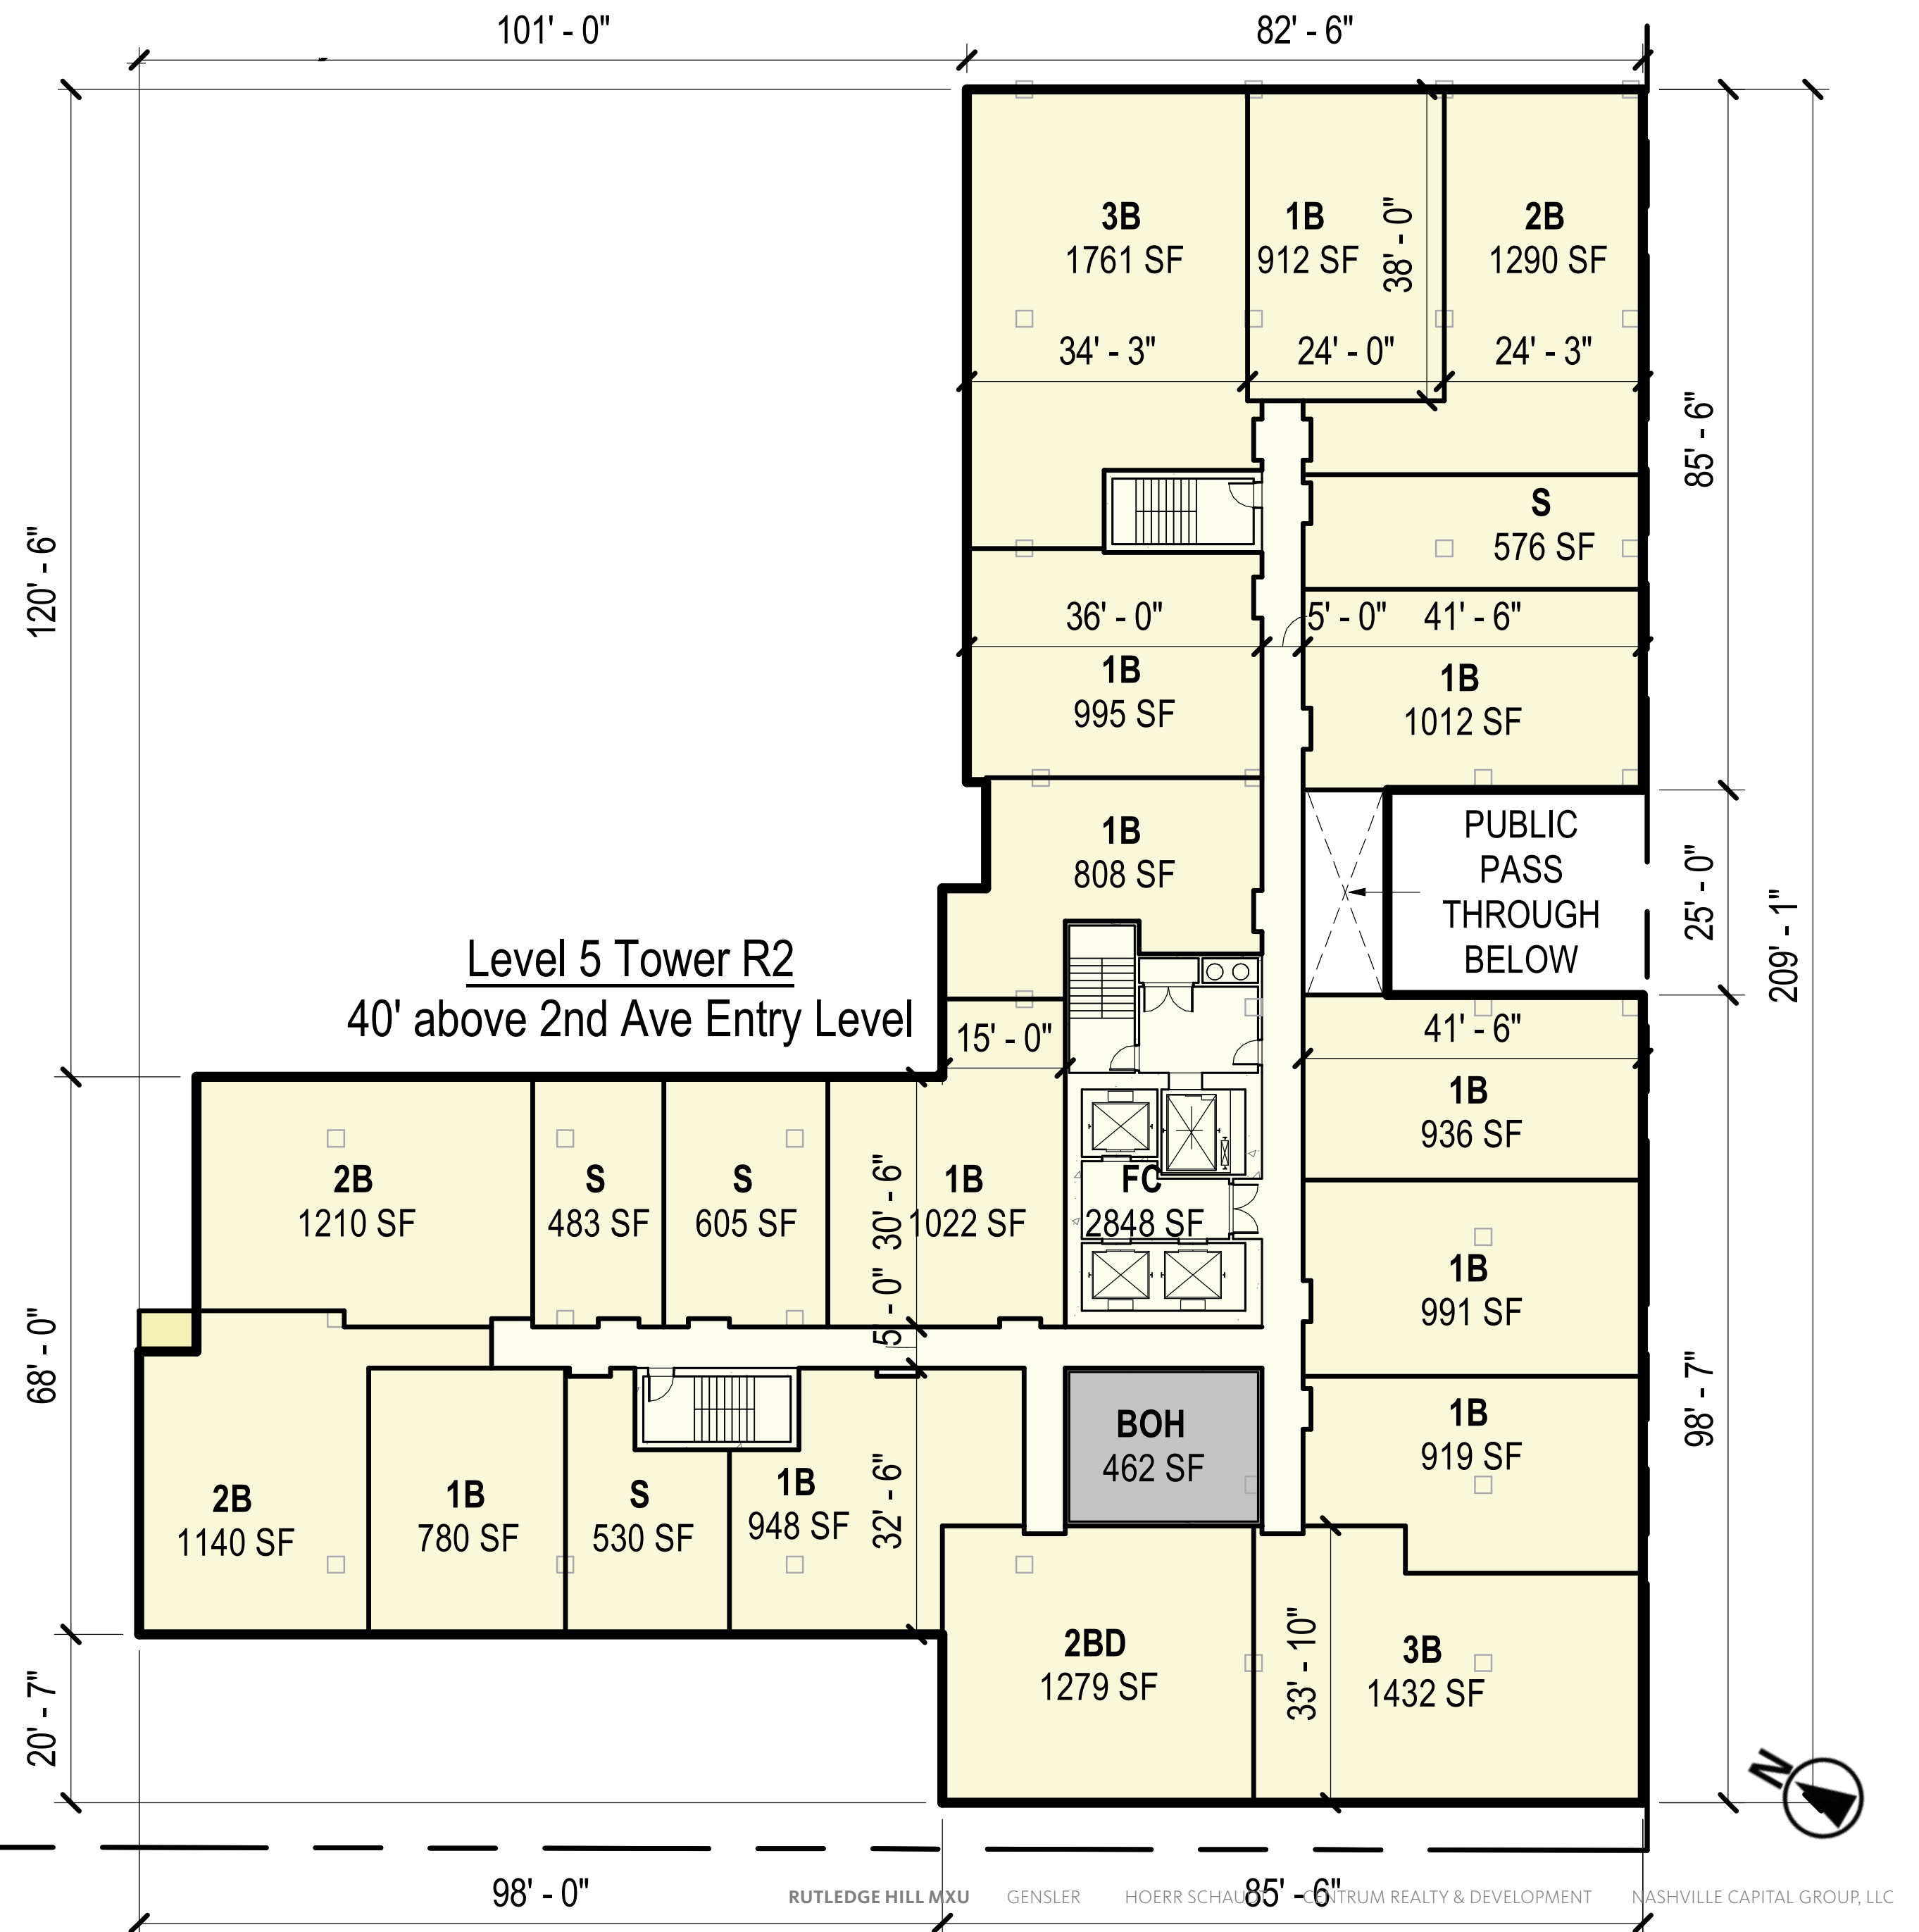 101' - 0"
82' - 6"
3B
1761 SF
1B
912 SF
38' - 0"
2B
1290 SF
34' - 3"
24' - 0"
24' - 3"
85' - 6"
120' - 6"
S
576 SF
36' - 0"
5' - 0"
41' - 6"
1B
995 SF
1B
1012 SF
1B
808 SF
PUBLIC
PASS
THROUGH
BELOW
25' - 0"
209' - 1"
Level 5 Tower R2
40' above 2nd Ave Entry Level
15' - 0"
41' - 6"
1B
936 SF
2B
1210 SF
S
483 SF
S
605 SF
30' - 6"
1B
1022 SF
FC
2848 SF
1B
991 SF
5' - 0"
68' - 0"
98' - 7"
BOH
462 SF
1B
919 SF
2B
1140 SF
1B
780 SF
S
530 SF
1B
948 SF
32' - 6"
2BD
1279 SF
33' - 10"
3B
1432 SF
20' - 7"
N
98' - 0"
85' - 6"
RUTLEDGE HILL MXU GENSLER HOERR SCHAUDT CENTRUM REALTY & DEVELOPMENT NASHVILLE CAPITAL GROUP, LLC